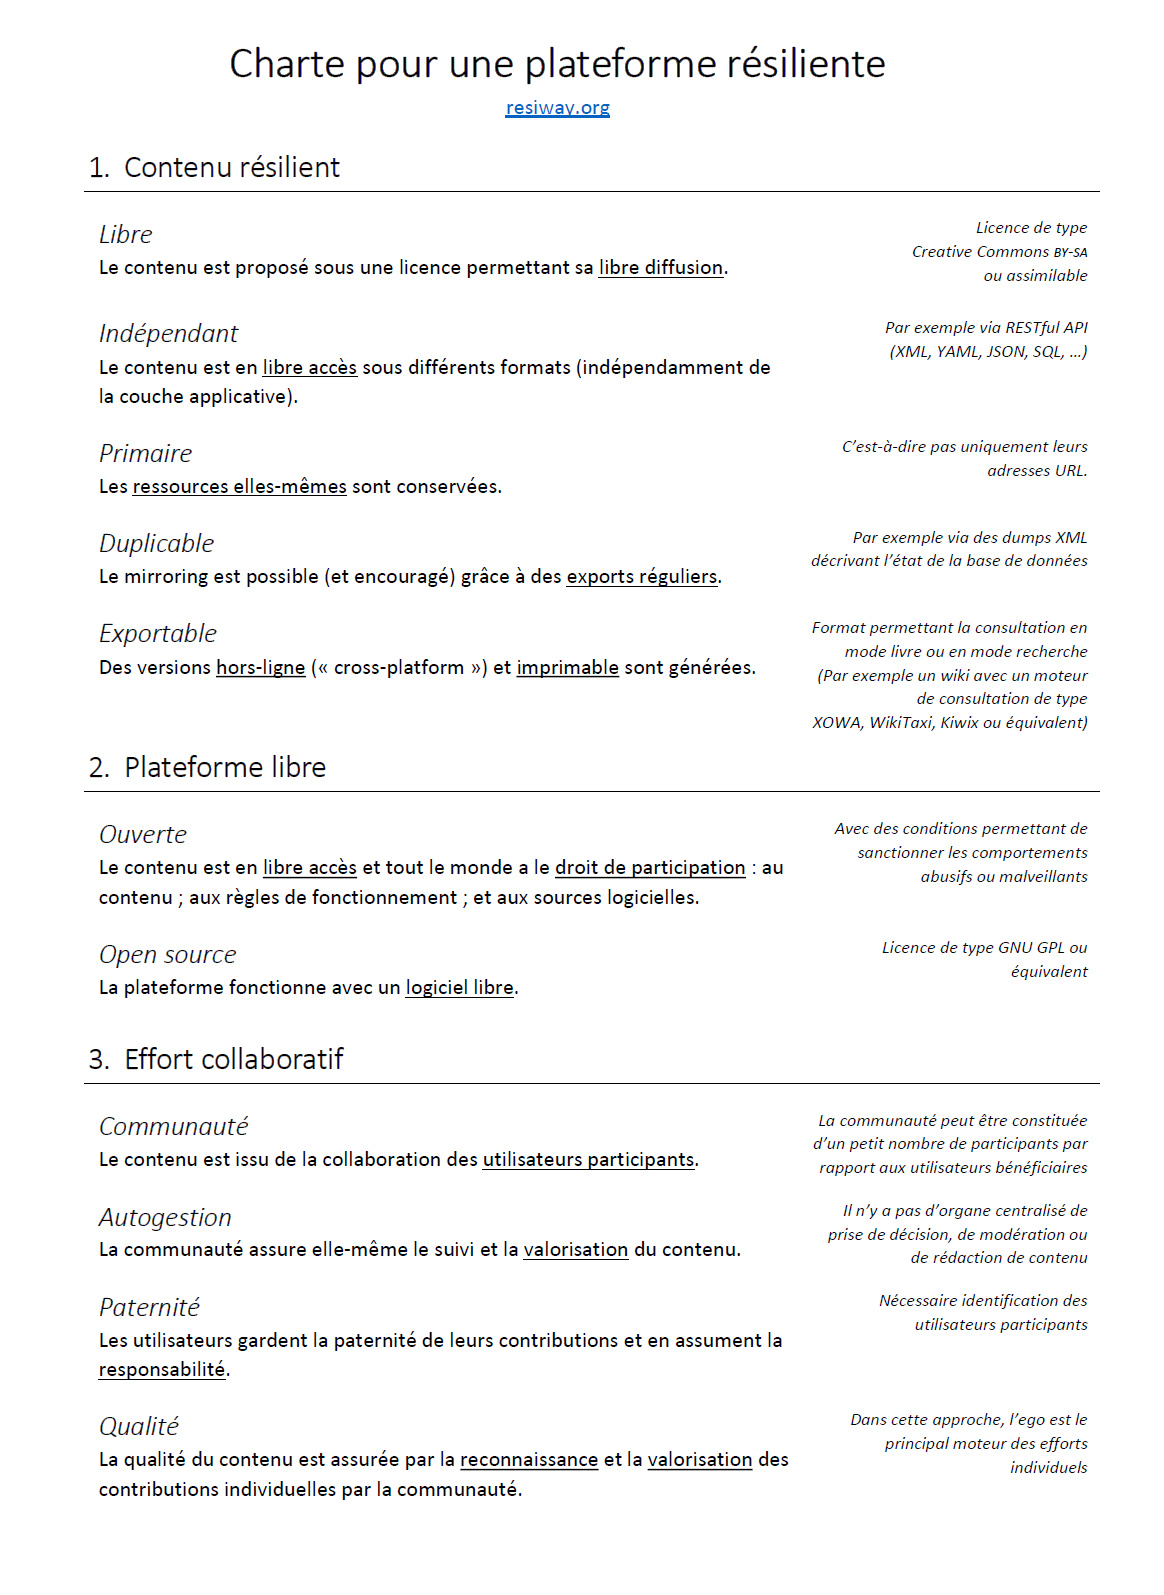 Charte pour une plateforme résiliente
resiway.org
1. Contenu résilient
Libre
Le contenu est proposé sous une licence permettant sa libre diffusion.
Licence de type
Creative Commons BY-SA
ou assimilable
Indépendant
Le contenu est en libre accès sous différents formats (indépendamment de
la couche applicative).
Par exemple via RESTful API
(XML, YAML, JSON, SQL, …)
Primaire
Les ressources elles-mêmes sont conservées.
C’est-à-dire pas uniquement leurs
adresses URL.
Duplicable
Le mirroring est possible (et encouragé) grâce à des exports réguliers.
Par exemple via des dumps XML
décrivant l’état de la base de données
Exportable
Des versions hors-ligne (« cross-platform ») et imprimable sont générées.
Format permettant la consultation en
mode livre ou en mode recherche
(Par exemple un wiki avec un moteur
de consultation de type
XOWA, WikiTaxi, Kiwix ou équivalent)
2. Plateforme libre
Ouverte
Le contenu est en libre accès et tout le monde a le droit de participation : au
contenu ; aux règles de fonctionnement ; et aux sources logicielles.
Avec des conditions permettant de
sanctionner les comportements
abusifs ou malveillants
Open source
La plateforme fonctionne avec un logiciel libre.
Licence de type GNU GPL ou
équivalent
3. Effort collaboratif
Communauté
Le contenu est issu de la collaboration des utilisateurs participants.
La communauté peut être constituée
d’un petit nombre de participants par
rapport aux utilisateurs bénéficiaires
Autogestion
La communauté assure elle-même le suivi et la valorisation du contenu.
Il n’y a pas d’organe centralisé de
prise de décision, de modération ou
de rédaction de contenu
Paternité
Les utilisateurs gardent la paternité de leurs contributions et en assument la
responsabilité.
Nécessaire identification des
utilisateurs participants
Qualité
La qualité du contenu est assurée par la reconnaissance et la valorisation des
contributions individuelles par la communauté.
Dans cette approche, l’ego est le
principal moteur des efforts
individuels